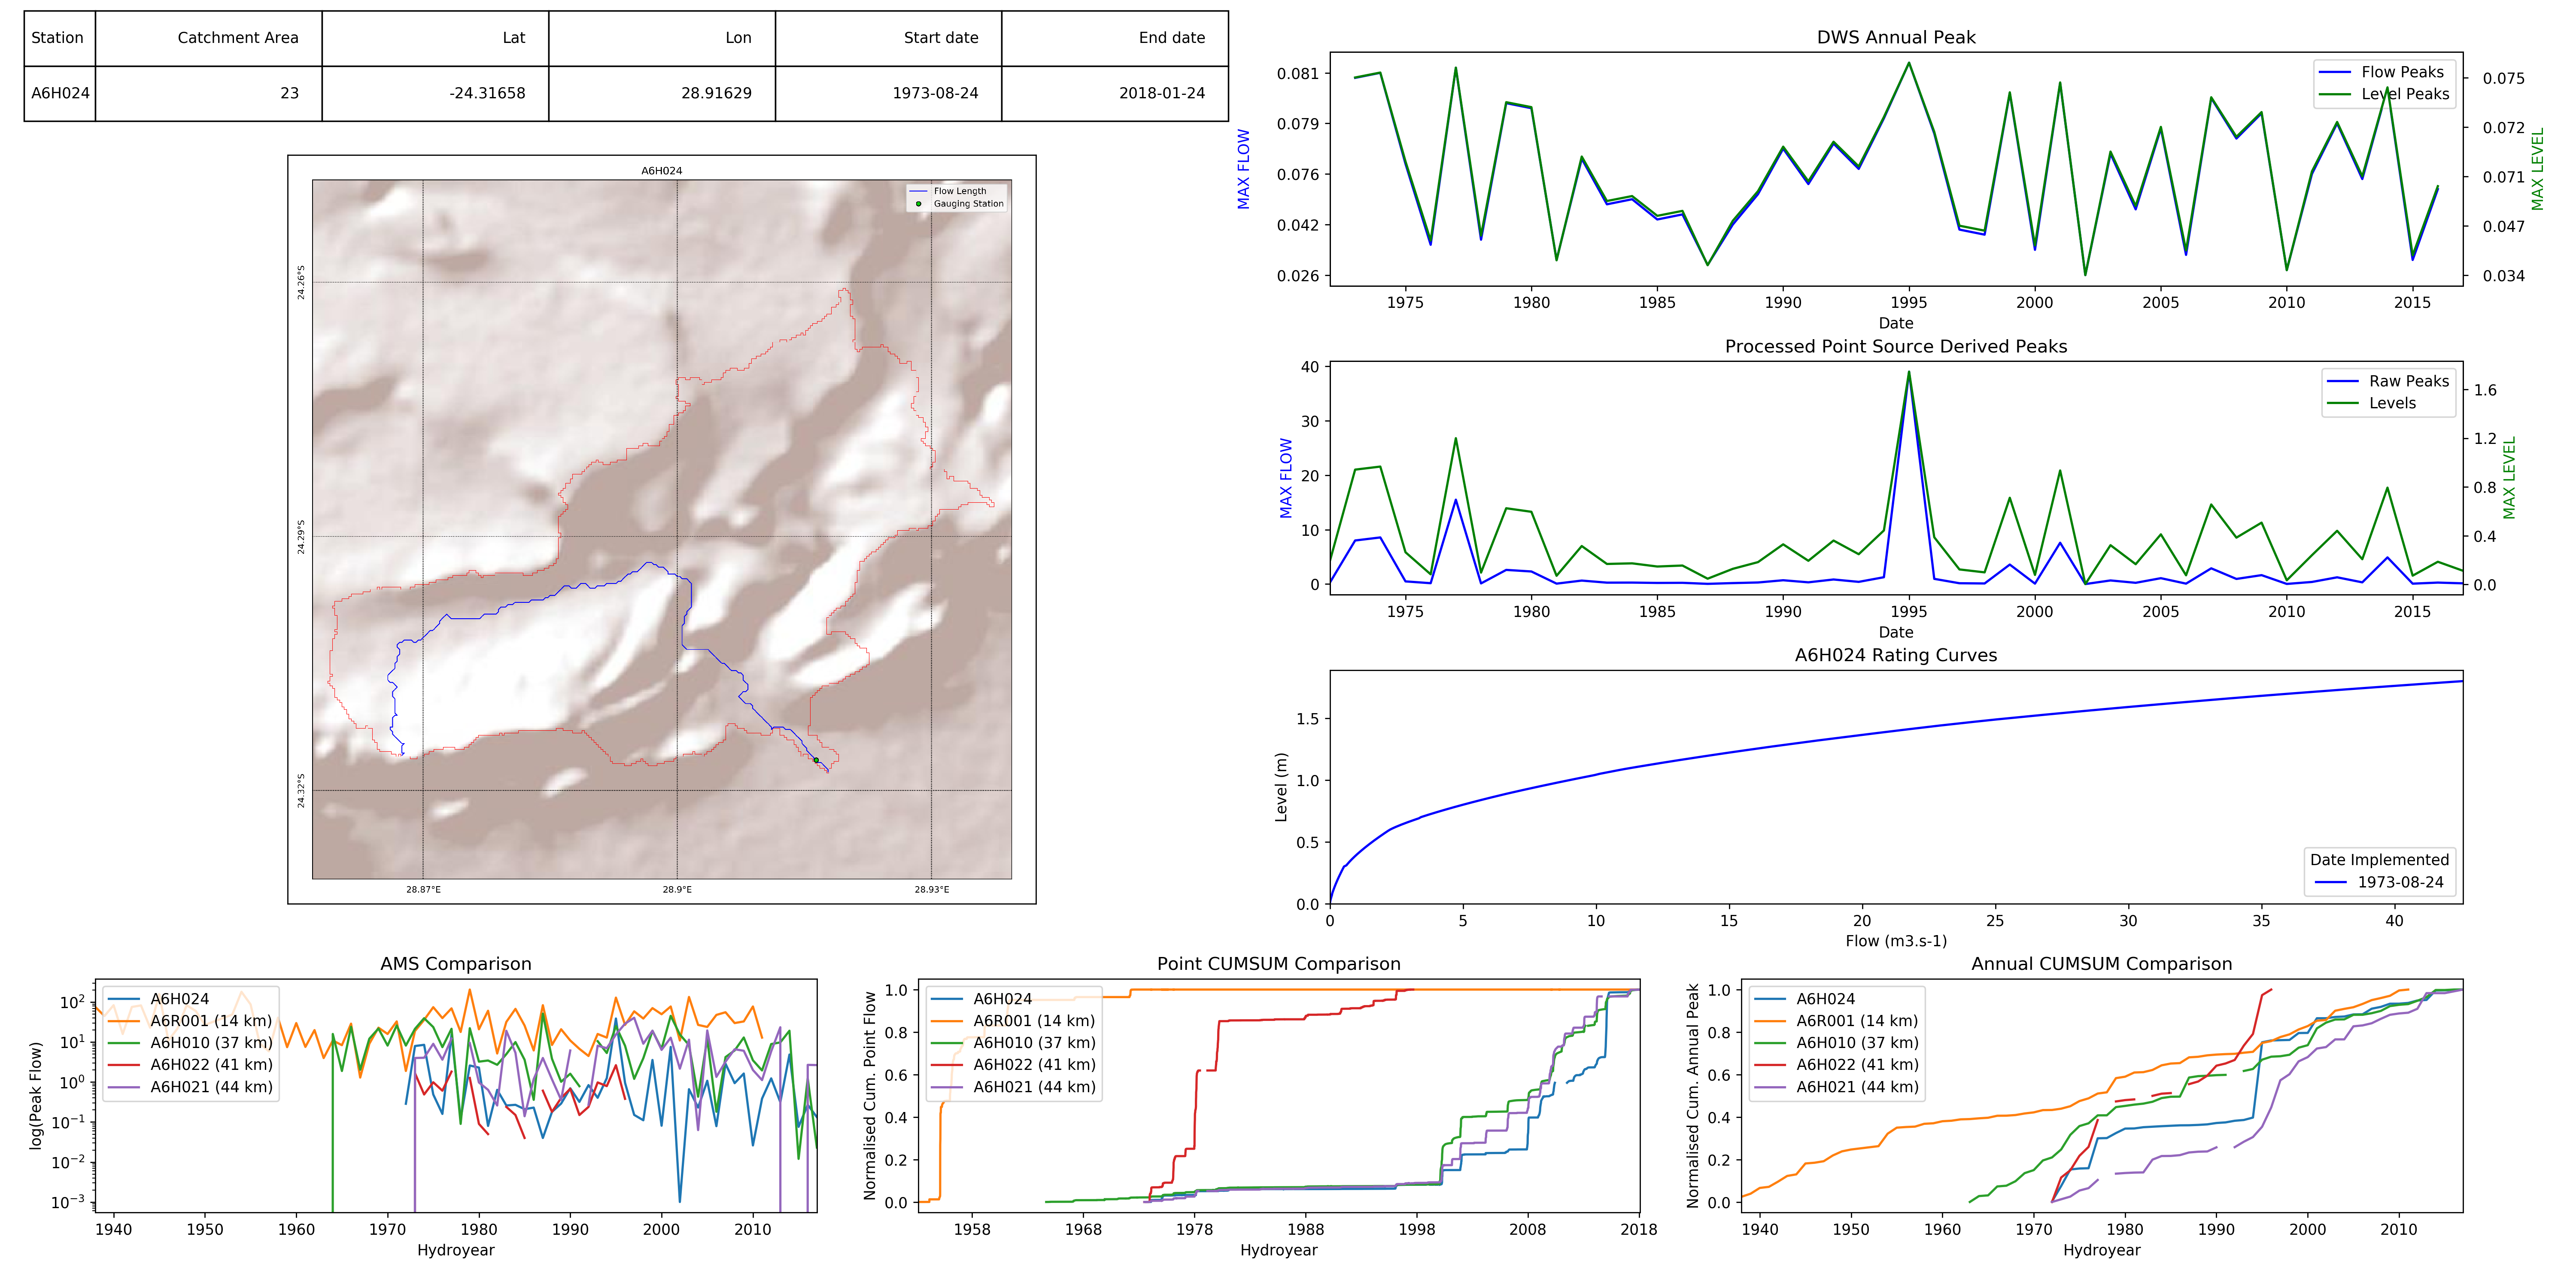 Station Catchment Area Lat Lon Start date End date
A6H024 23 -24.31658 28.91629 1973-08-24 2018-01-24
A6H024
Flow Length
Gauging Station
24.26°S
24.29°S
24.32°S
28.87°E 28.9°E 28.93°E
DWS Annual Peak
Flow Peaks
Level Peaks
MAX FLOW
0.081
0.079
0.076
0.042
0.026
MAX LEVEL
0.075
0.072
0.071
0.047
0.034
1975 1980 1985 1990 1995 2000 2005 2010 2015
Date
Processed Point Source Derived Peaks
Raw Peaks
Levels
MAX FLOW
40
30
20
10
0
MAX LEVEL
1.6
1.2
0.8
0.4
0.0
1975 1980 1985 1990 1995 2000 2005 2010 2015
Date
A6H024 Rating Curves
Level (m)
1.5
1.0
0.5
0.0
Date Implemented
1973-08-24
0 5 10 15 20 25 30 35 40
Flow (m3.s-1)
AMS Comparison
A6H024
A6R001 (14 km)
A6H010 (37 km)
A6H022 (41 km)
A6H021 (44 km)
log(Peak Flow)
10²
10¹
10⁰
10⁻¹
10⁻²
10⁻³
1940 1950 1960 1970 1980 1990 2000 2010
Hydroyear
Point CUMSUM Comparison
A6H024
A6R001 (14 km)
A6H010 (37 km)
A6H022 (41 km)
A6H021 (44 km)
Normalised Cum. Point Flow
1.0
0.8
0.6
0.4
0.2
0.0
1958 1968 1978 1988 1998 2008 2018
Hydroyear
Annual CUMSUM Comparison
A6H024
A6R001 (14 km)
A6H010 (37 km)
A6H022 (41 km)
A6H021 (44 km)
Normalised Cum. Annual Peak
1.0
0.8
0.6
0.4
0.2
0.0
1940 1950 1960 1970 1980 1990 2000 2010
Hydroyear